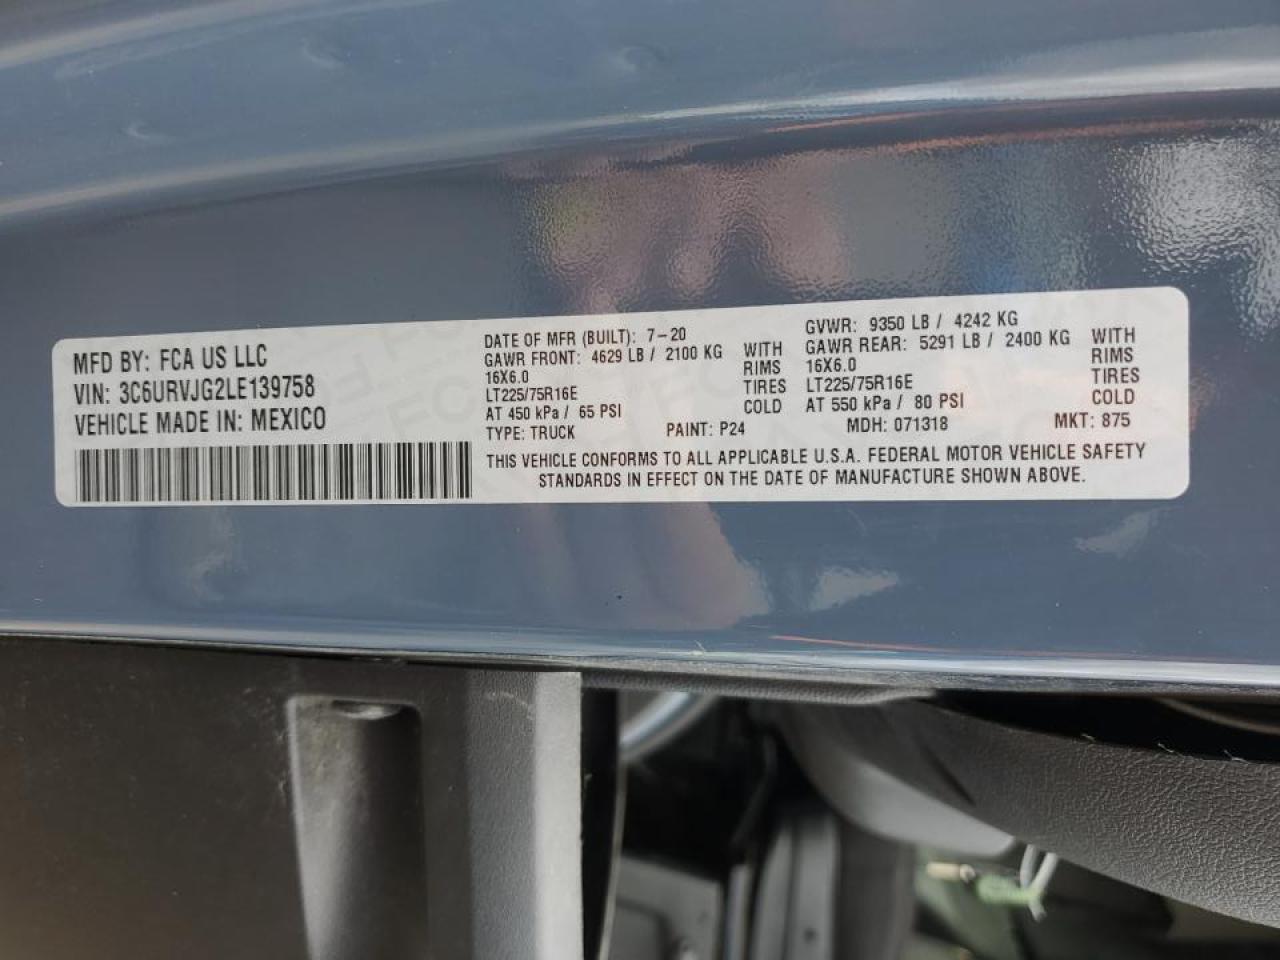 MFD BY: FCA US LLC
VIN: 3C6URVJG2LE139758
VEHICLE MADE IN: MEXICO
DATE OF MFR (BUILT): 7-20
GAWR FRONT: 4629 LB / 2100 KG WITH
16X6.0 RIMS
LT225/75R16E TIRES
AT 450 kPa / 65 PSI COLD
GVWR: 9350 LB / 4242 KG
GAWR REAR: 5291 LB / 2400 KG WITH
16X6.0 RIMS
LT225/75R16E TIRES
AT 550 kPa / 80 PSI COLD
TYPE: TRUCK PAINT: P24 MDH: 071318 MKT: 875
THIS VEHICLE CONFORMS TO ALL APPLICABLE U.S.A. FEDERAL MOTOR VEHICLE SAFETY
STANDARDS IN EFFECT ON THE DATE OF MANUFACTURE SHOWN ABOVE.